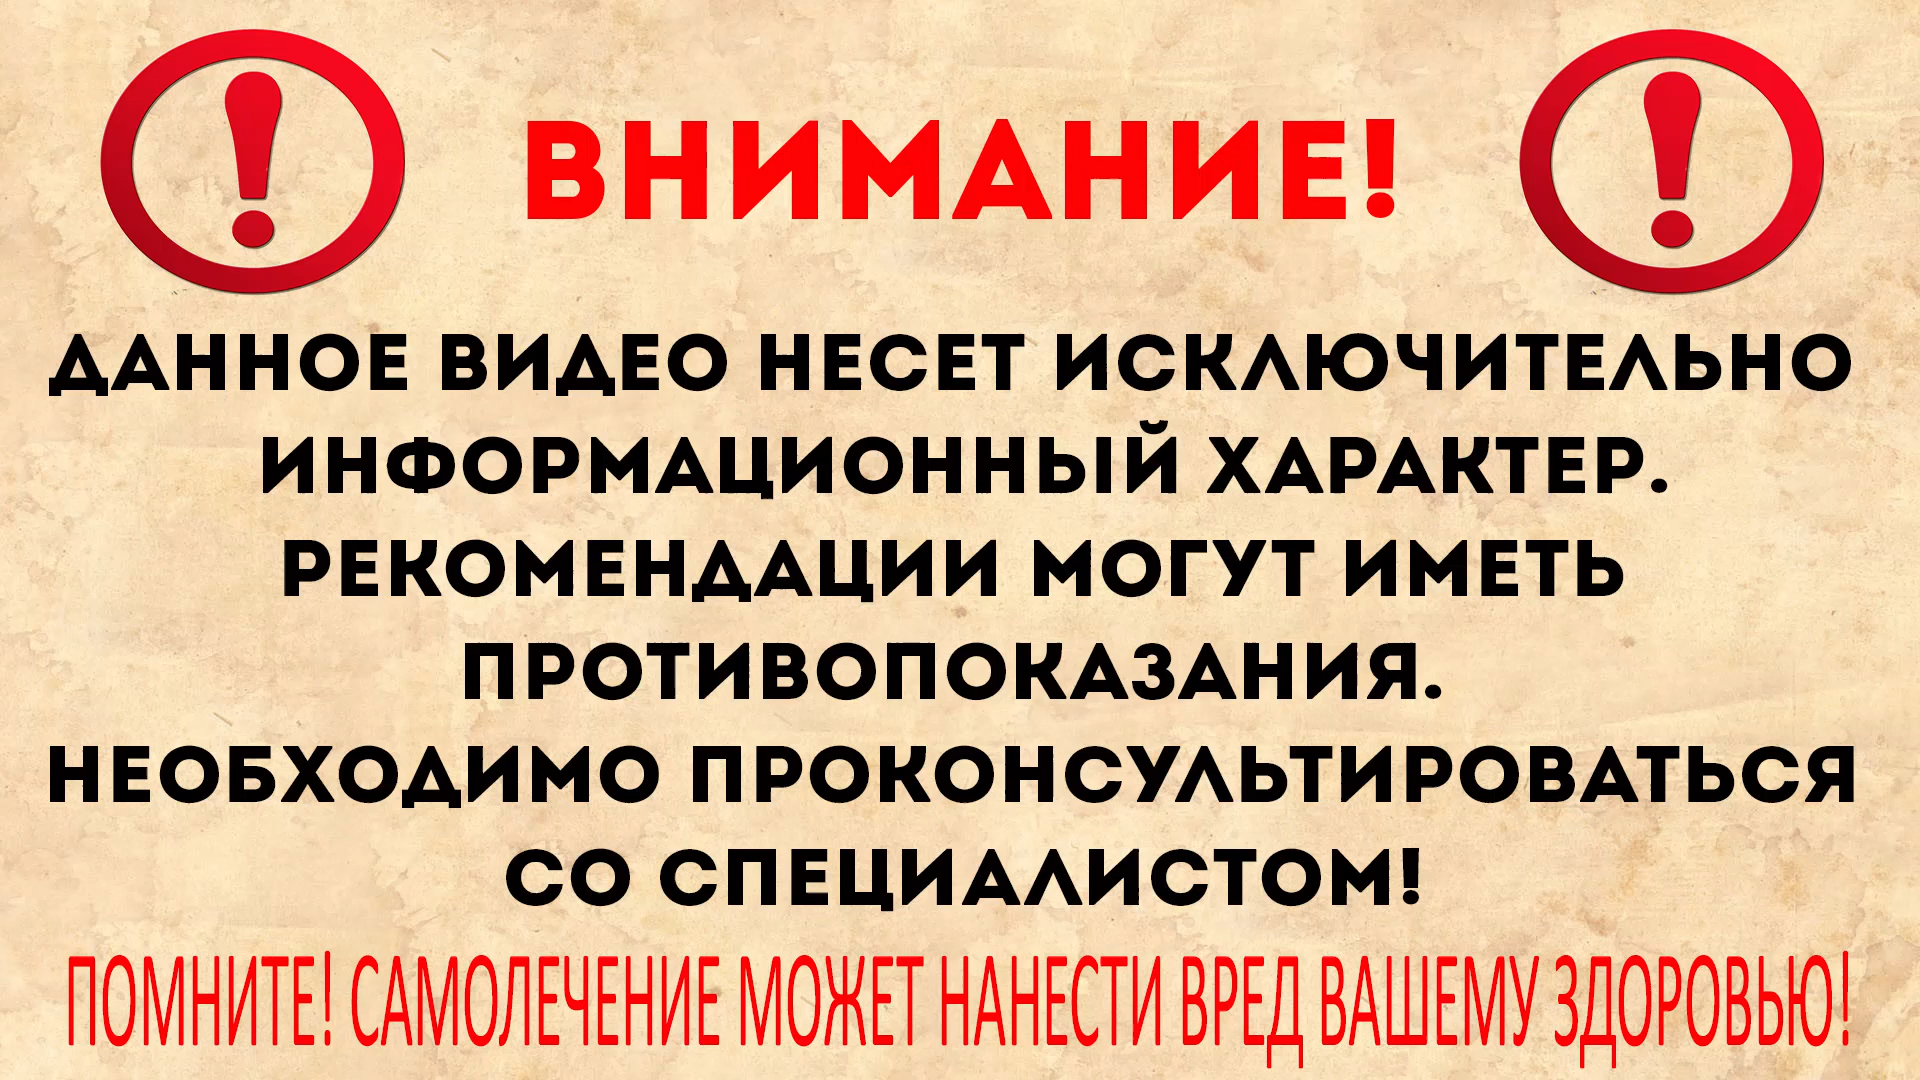 ВНИМАНИЕ!
ДАННОЕ ВИДЕО НЕСЕТ ИСКЛЮЧИТЕЛЬНО
ИНФОРМАЦИОННЫЙ ХАРАКТЕР.
РЕКОМЕНДАЦИИ МОГУТ ИМЕТЬ
ПРОТИВОПОКАЗАНИЯ.
НЕОБХОДИМО ПРОКОНСУЛЬТИРОВАТЬСЯ
СО СПЕЦИАЛИСТОМ!
ПОМНИТЕ! САМОЛЕЧЕНИЕ МОЖЕТ НАНЕСТИ ВРЕД ВАШЕМУ ЗДОРОВЬЮ!